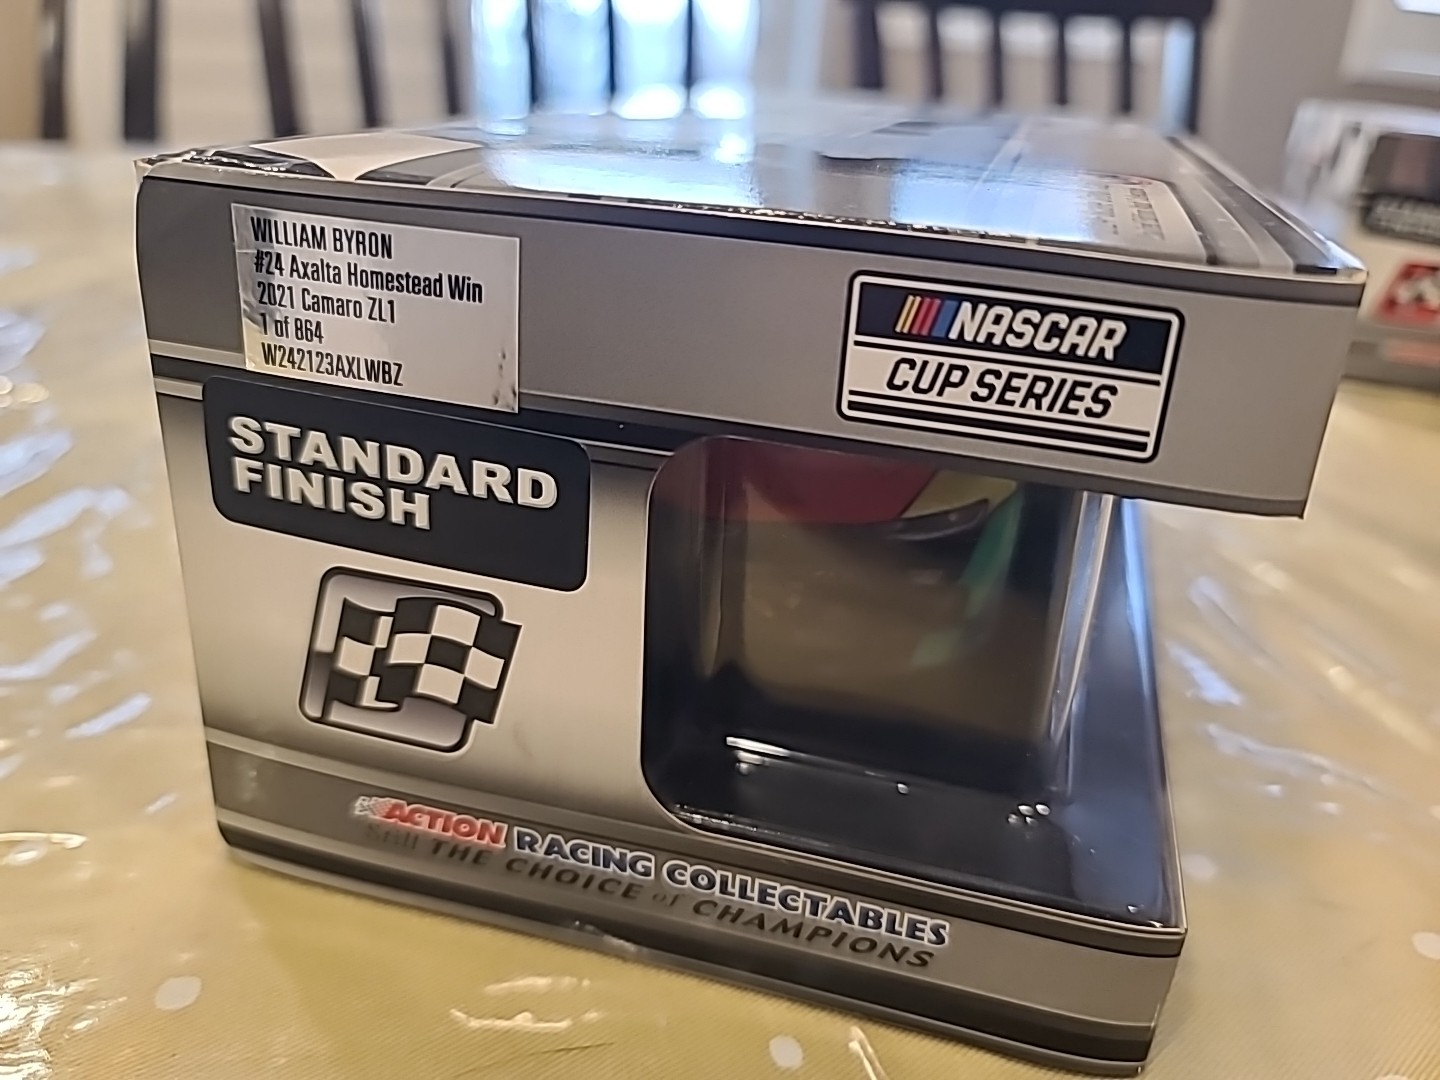 WILLIAM BYRON
#24 Axalta Homestead Win
2021 Camaro ZL1
1 of 864
W242123AXLWBZ
NASCAR
CUP SERIES
STANDARD
FINISH
ACTION RACING COLLECTABLES
Still THE CHOICE of CHAMPIONS